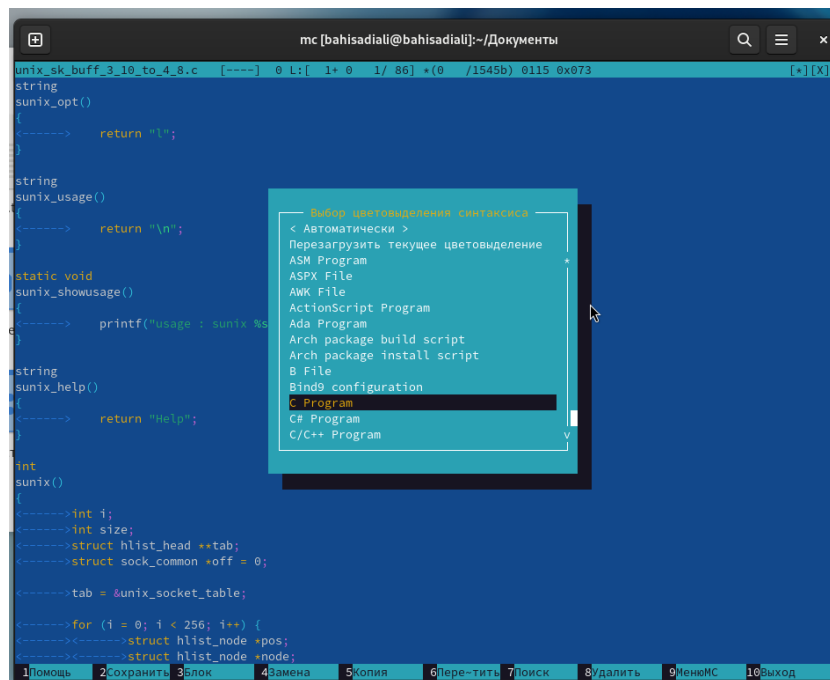 mc [bahisadiali@bahisadiali]:~/Документы
unix_sk_buff_3_10_to_4_8.c [----] 0 L:[ 1+ 0 1/ 86] *(0 /1545b) 0115 0x073 [*][X]
string
sunix_opt()
{
<------> return "l";
}
string
sunix_usage()
{
<------> return "\n";
}
static void
sunix_showusage()
{
<------> printf("usage : sunix %s
}
string
sunix_help()
{
<------> return "Help";
}
int
sunix()
{
<------>int i;
<------>int size;
<------>struct hlist_head **tab;
<------>struct sock_common *off = 0;
<------>tab = &unix_socket_table;
<------>for (i = 0; i < 256; i++) {
<------><------>struct hlist_node *pos;
<------><------>struct hlist_node *node;
Выбор цветовыделения синтаксиса
< Автоматически >
Перезагрузить текущее цветовыделение
ASM Program
ASPX File
AWK File
ActionScript Program
Ada Program
Arch package build script
Arch package install script
B File
Bind9 configuration
C Program
C# Program
C/C++ Program
1Помощь 2Сохранить 3Блок 4Замена 5Копия 6Пере~тить 7Поиск 8Удалить 9МенюMC 10Выход